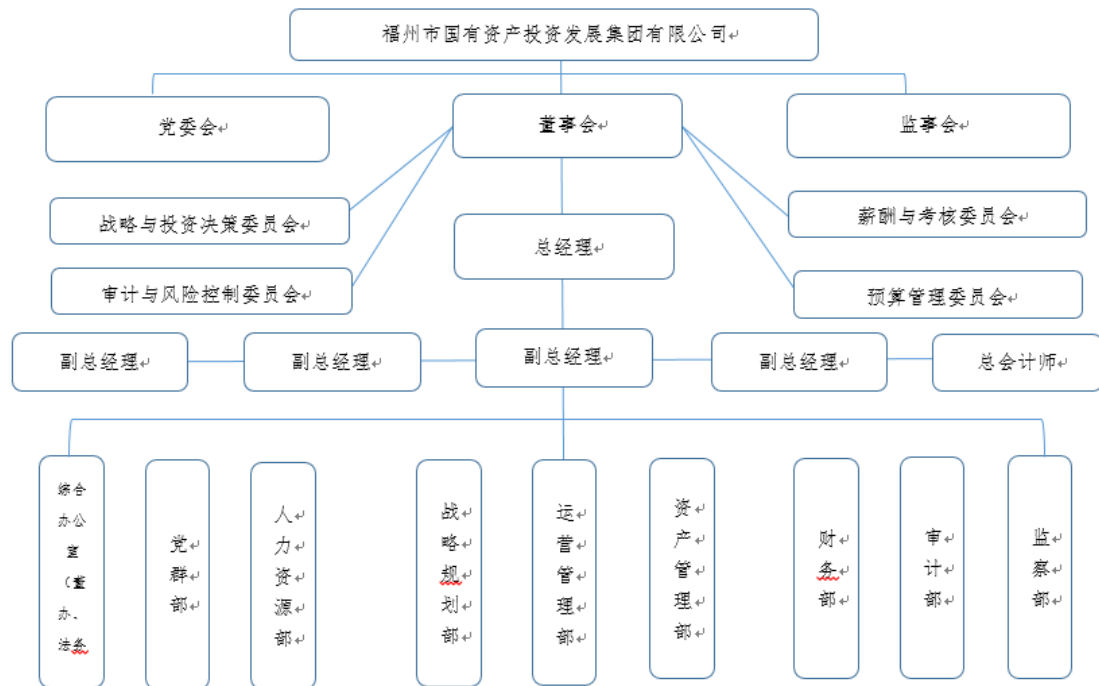 福州市国有资产投资发展集团有限公司
党委会
董事会
监事会
战略与投资决策委员会
薪酬与考核委员会
总经理
审计与风险控制委员会
预算管理委员会
副总经理
副总经理
副总经理
副总经理
总会计师
综合
办公
室
（董
办、
法务
党群部
人力资源部
战略规划部
运营管理部
资产管理部
财务部
审计部
监察部